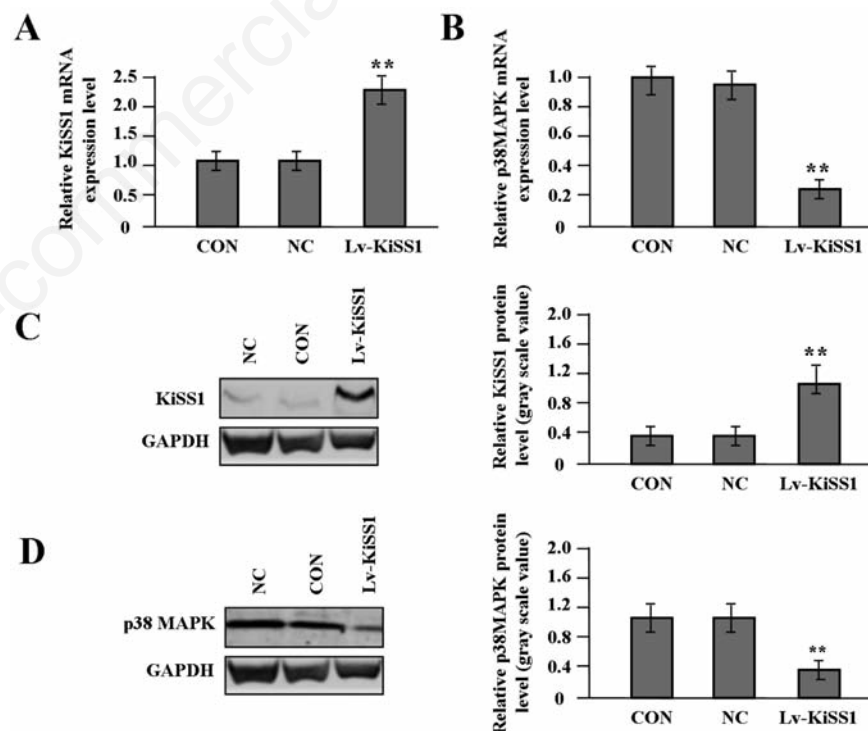 commercia
A
Relative KiSS1 mRNA
expression level
2.5
2.0
1.0
0.5
0
**
CON NC Lv-KiSS1
B
Relative p38MAPK mRNA
expression level
1.0
0.8
0.6
0.4
0.2
0
**
CON NC Lv-KiSS1
C
NC
CON
Lv-KiSS1
KiSS1
GAPDH
Relative KiSS1 protein
level (gray scale value)
2.0
1.6
1.2
0.8
0.4
0
**
CON NC Lv-KiSS1
D
NC
CON
Lv-KiSS1
p38 MAPK
GAPDH
Relative p38MAPK protein
level (gray scale value)
2.0
1.6
1.2
0.8
0.4
0
**
CON NC Lv-KiSS1